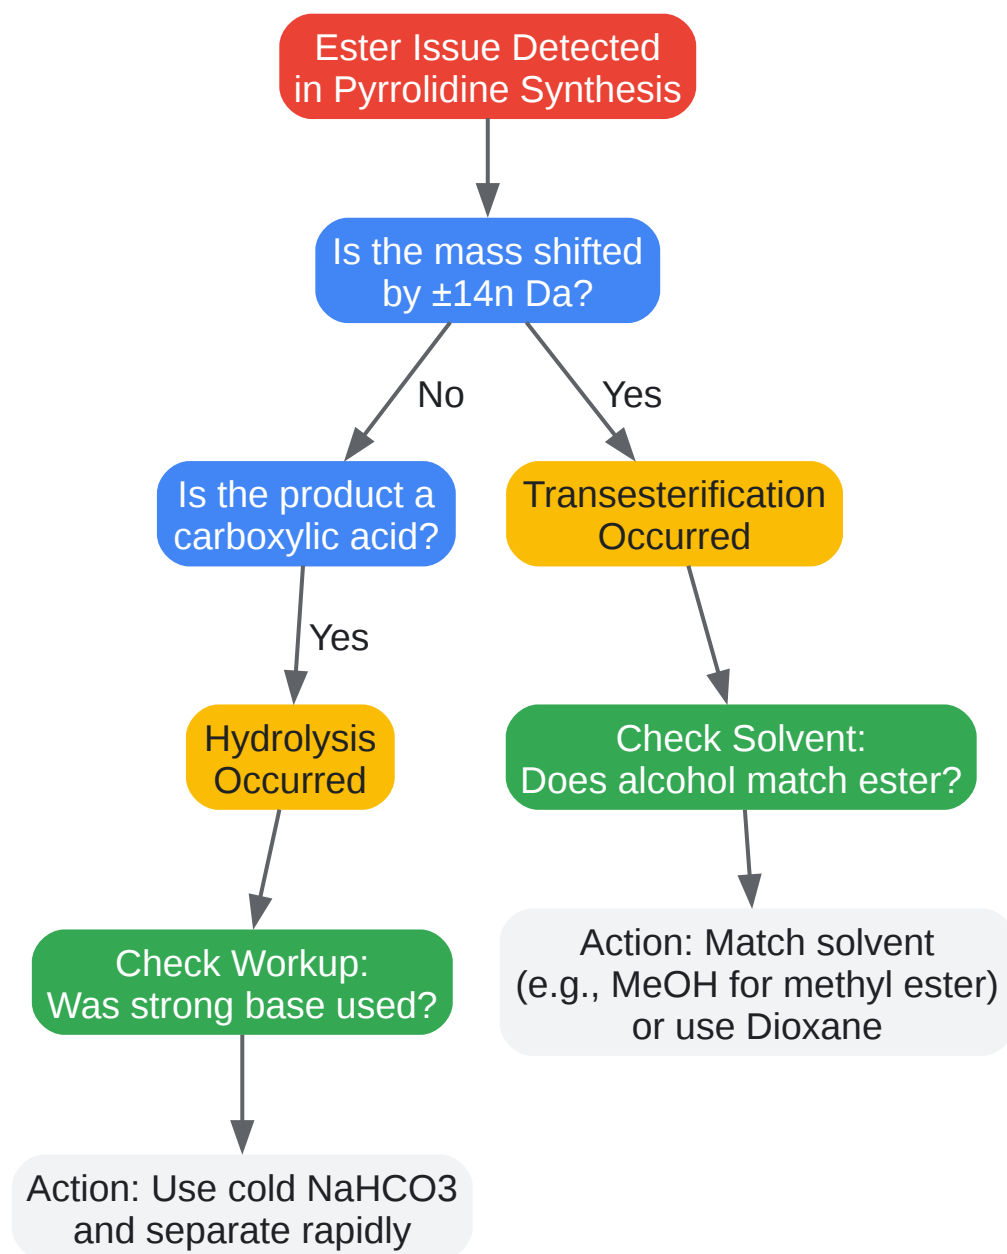 Ester Issue Detected
in Pyrrolidine Synthesis
Is the mass shifted
by ±14n Da?
No
Yes
Is the product a
carboxylic acid?
Transesterification
Occurred
Yes
Hydrolysis
Occurred
Check Solvent:
Does alcohol match ester?
Check Workup:
Was strong base used?
Action: Match solvent
(e.g., MeOH for methyl ester)
or use Dioxane
Action: Use cold NaHCO3
and separate rapidly